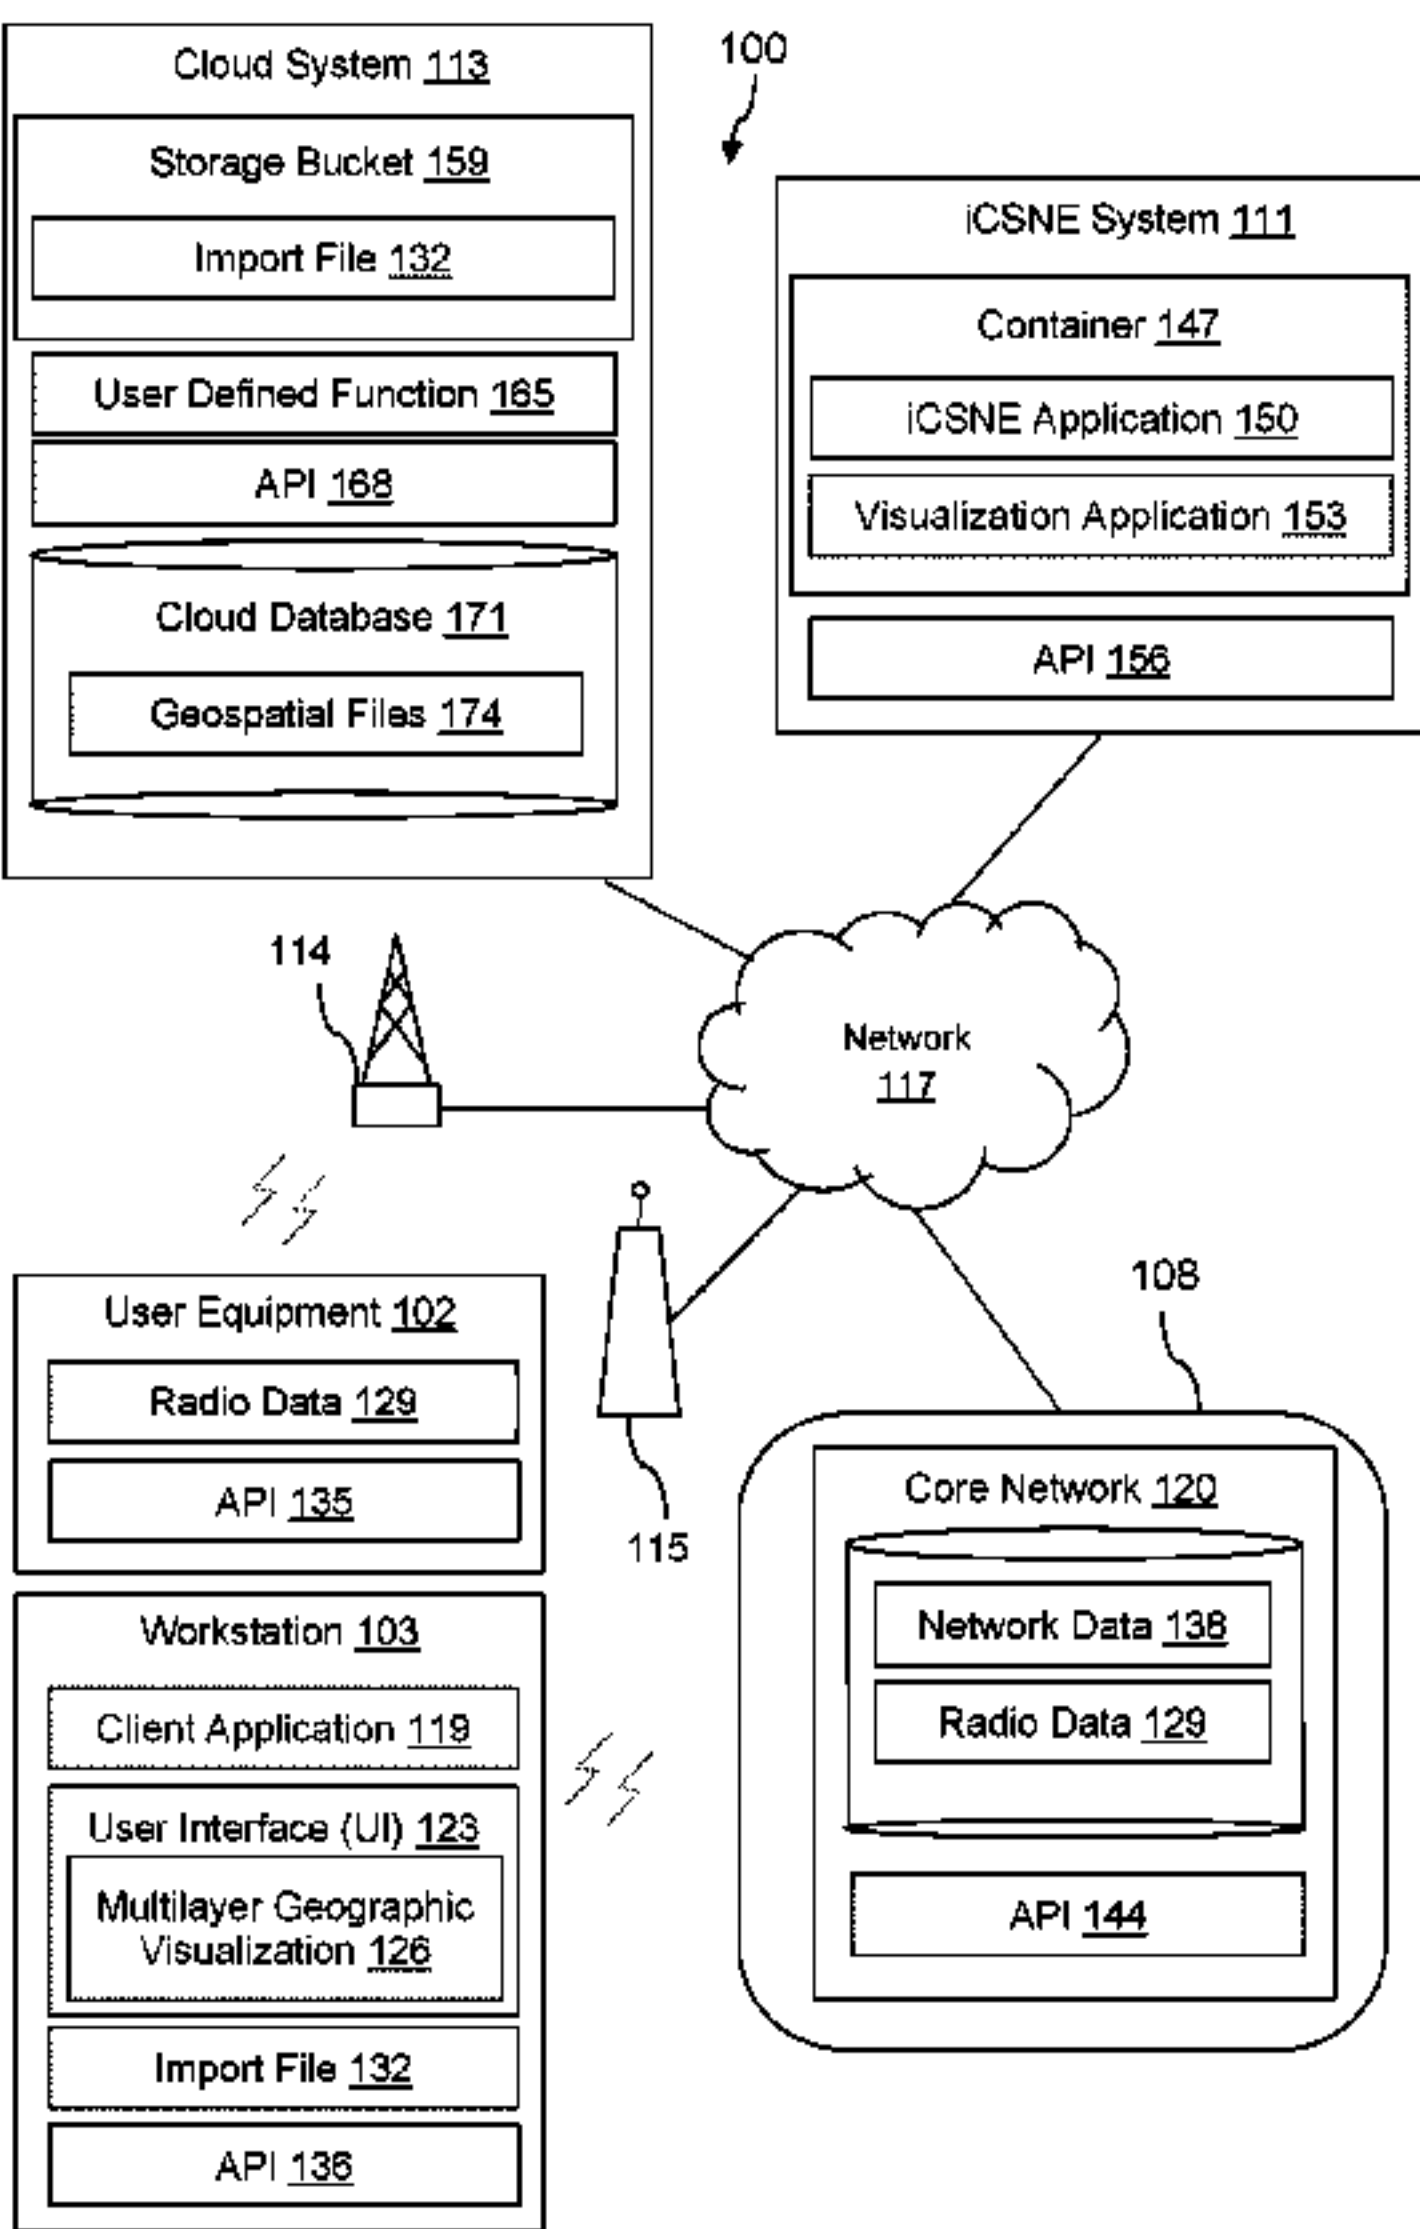 Cloud System 113
Storage Bucket 159
Import File 132
User Defined Function 165
API 168
Cloud Database 171
Geospatial Files 174
100
iCSNE System 111
Container 147
iCSNE Application 150
Visualization Application 153
API 156
114
Network
117
115
User Equipment 102
Radio Data 129
API 135
Workstation 103
Client Application 119
User Interface (UI) 123
Multilayer Geographic
Visualization 126
Import File 132
API 136
108
Core Network 120
Network Data 138
Radio Data 129
API 144